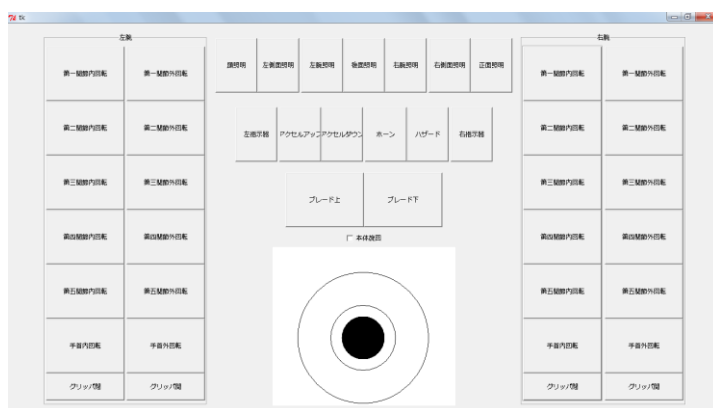 tk
左腕
右腕
頭照明 左側面照明 左腕照明 後面照明 右腕照明 右側面照明 正面照明
第一関節内回転 第一関節外回転
第一関節内回転 第一関節外回転
左指示器 アクセルアップ アクセルダウン ホーン ハザード 右指示器
第二関節内回転 第二関節外回転
第二関節内回転 第二関節外回転
第三関節内回転 第三関節外回転
ブレード上 ブレード下
第三関節内回転 第三関節外回転
本体旋回
第四関節内回転 第四関節外回転
第四関節内回転 第四関節外回転
第五関節内回転 第五関節外回転
第五関節内回転 第五関節外回転
手首内回転 手首外回転
手首内回転 手首外回転
グリッパ閉 グリッパ開
グリッパ閉 グリッパ開